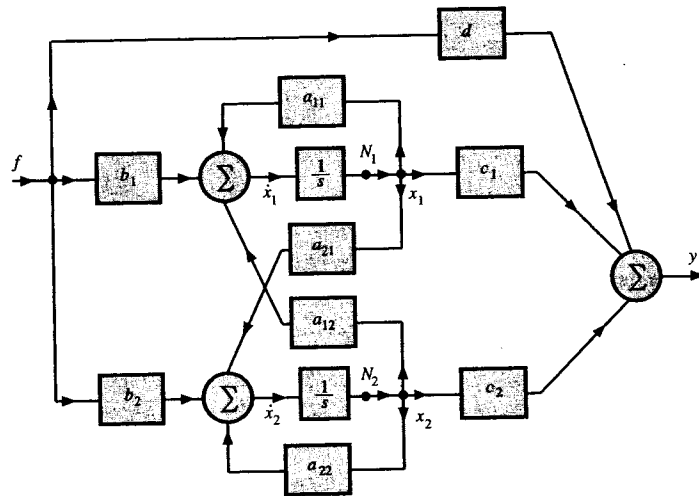 d
a₁₁
f
b₁
Σ
ẋ₁
1/s
N₁
x₁
c₁
a₂₁
Σ
y
a₁₂
b₂
Σ
ẋ₂
1/s
N₂
x₂
c₂
a₂₂